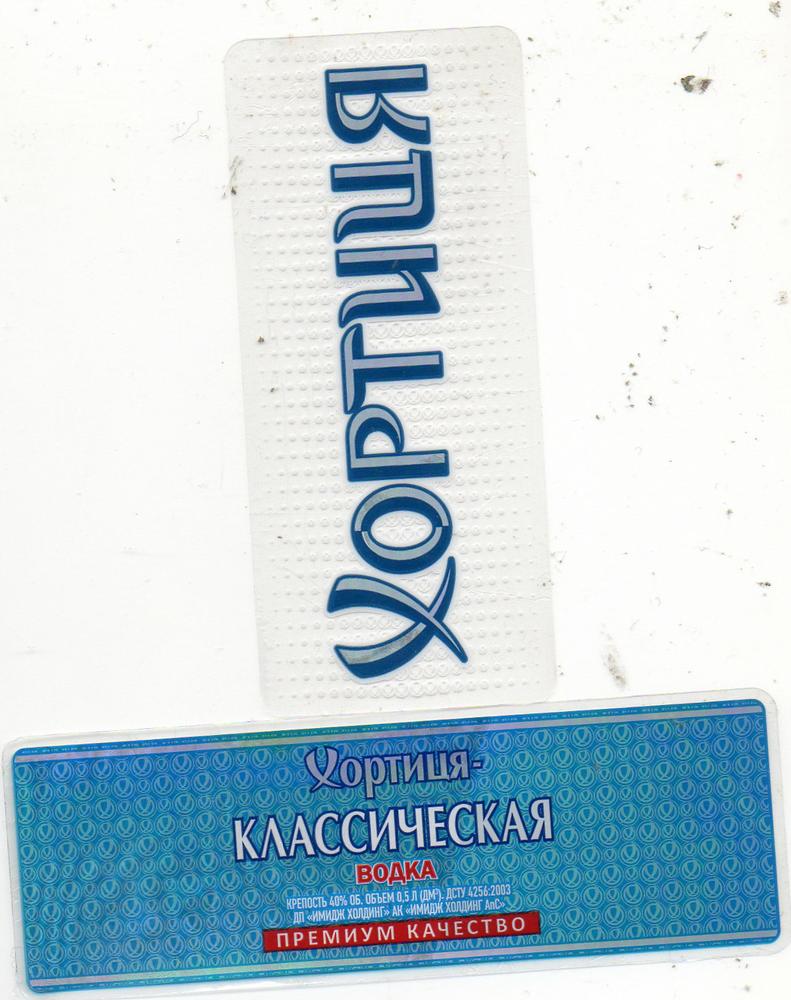 ХОРТИЦЯ
Хортиця-
КЛАССИЧЕСКАЯ
ВОДКА
КРЕПОСТЬ 40% ОБ. ОБЪЕМ 0,5 Л (ДМ³). ДСТУ 4256:2003
ДП «ИМИДЖ ХОЛДИНГ» АК «ИМИДЖ ХОЛДИНГ АпС»
ПРЕМИУМ КАЧЕСТВО